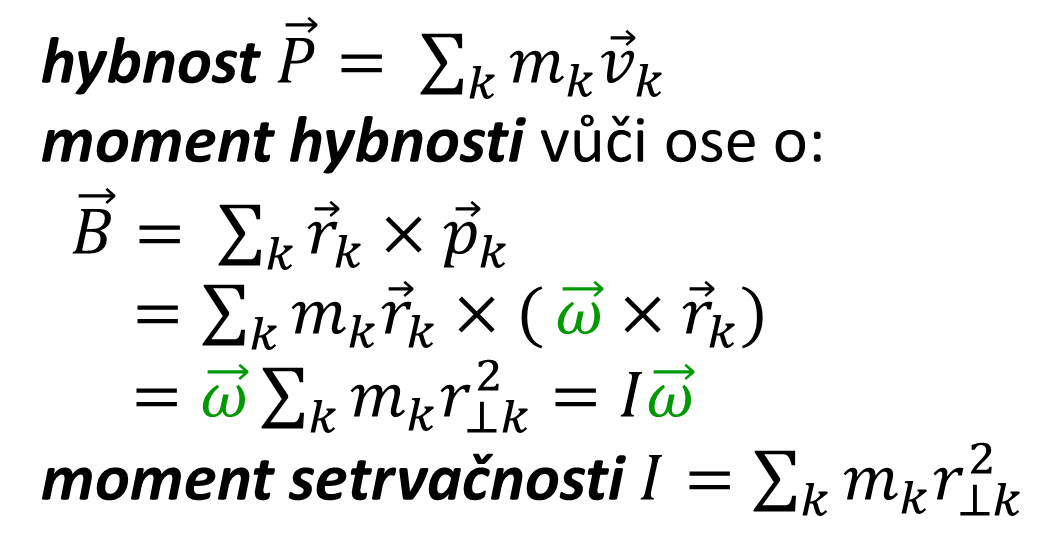 hybnost P⃗ = ∑ₖ mₖv⃗ₖ
moment hybnosti vůči ose o:
B⃗ = ∑ₖ r⃗ₖ × p⃗ₖ
= ∑ₖ mₖr⃗ₖ × ( ω⃗ × r⃗ₖ)
= ω⃗ ∑ₖ mₖr²⊥ₖ = Iω⃗
moment setrvačnosti I = ∑ₖ mₖr²⊥ₖ